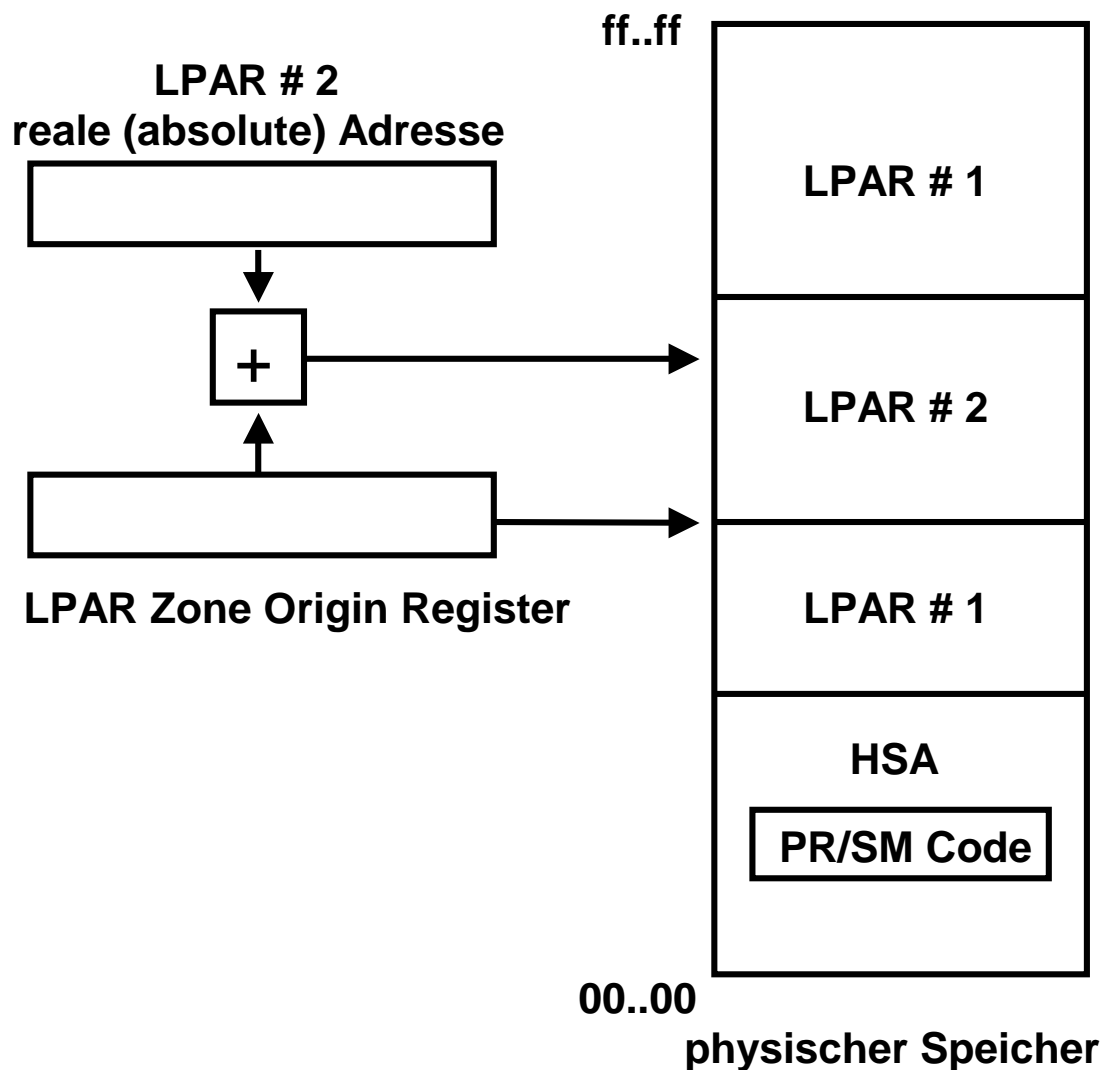 ff..ff
LPAR # 2
reale (absolute) Adresse
LPAR # 1
+
LPAR # 2
LPAR Zone Origin Register
LPAR # 1
HSA
PR/SM Code
00..00
physischer Speicher